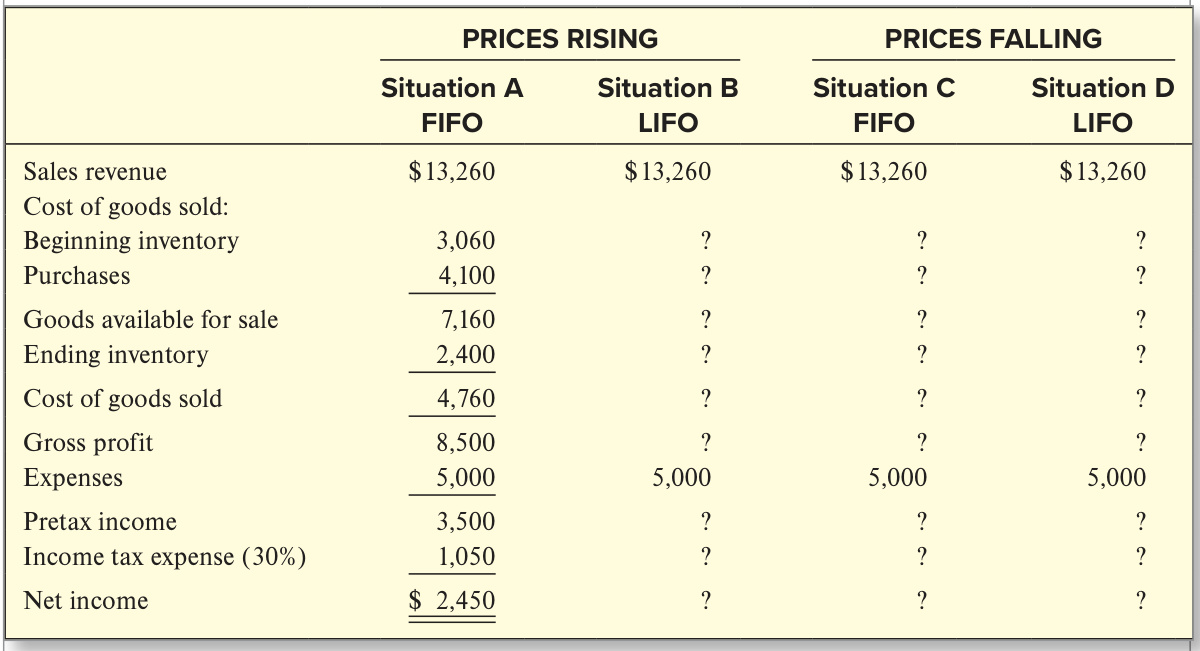 PRICES RISING PRICES FALLING
Situation A Situation B Situation C Situation D
FIFO LIFO FIFO LIFO
Sales revenue $13,260 $13,260 $13,260 $13,260
Cost of goods sold:
Beginning inventory 3,060 ? ? ?
Purchases 4,100 ? ? ?
Goods available for sale 7,160 ? ? ?
Ending inventory 2,400 ? ? ?
Cost of goods sold 4,760 ? ? ?
Gross profit 8,500 ? ? ?
Expenses 5,000 5,000 5,000 5,000
Pretax income 3,500 ? ? ?
Income tax expense (30%) 1,050 ? ? ?
Net income $ 2,450 ? ? ?